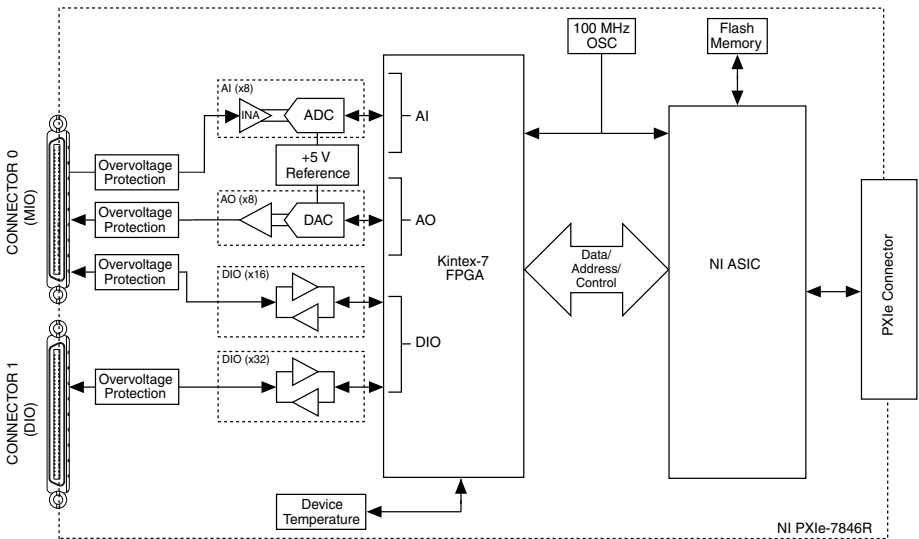 100 MHz
OSC
Flash
Memory
AI (x8)
INA
ADC
AI
+5 V
Reference
Overvoltage
Protection
CONNECTOR 0
(MIO)
AO (x8)
DAC
AO
Overvoltage
Protection
Kintex-7
FPGA
Data/
Address/
Control
NI ASIC
PXIe Connector
Overvoltage
Protection
DIO (x16)
DIO
DIO (x32)
Overvoltage
Protection
CONNECTOR 1
(DIO)
Device
Temperature
NI PXIe-7846R